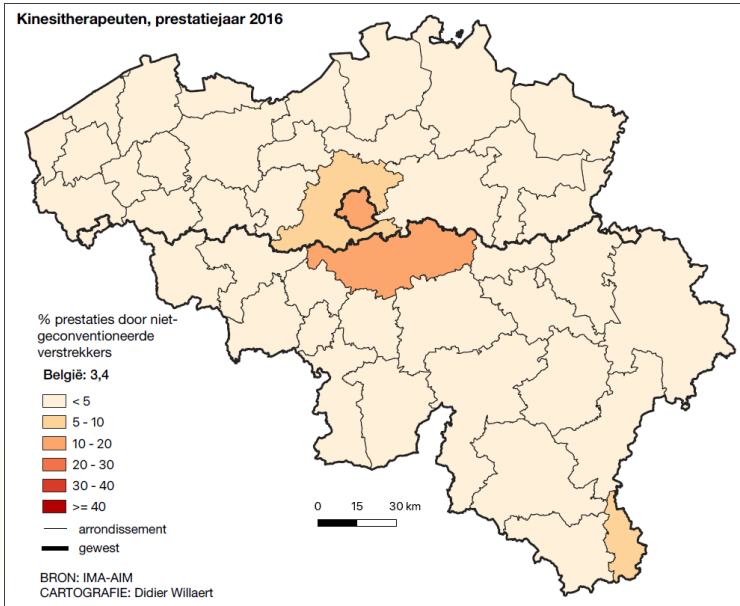 Kinesitherapeuten, prestatiejaar 2016
% prestaties door niet-
geconventioneerde
verstrekkers
België: 3,4
< 5
5 - 10
10 - 20
20 - 30
30 - 40
>= 40
arrondissement
gewest
0 15 30 km
BRON: IMA-AIM
CARTOGRAFIE: Didier Willaert